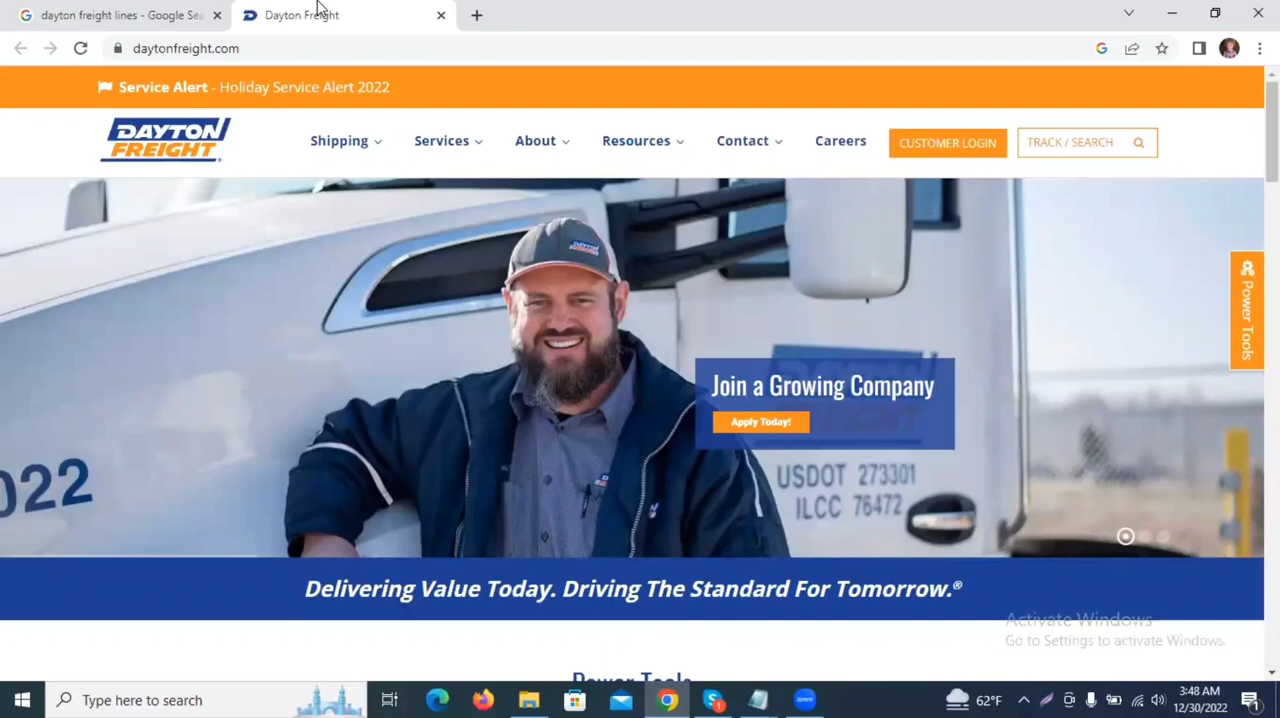 dayton freight lines - Google Sea
Dayton Freight
daytonfreight.com
Service Alert - Holiday Service Alert 2022
DAYTON
FREIGHT
Shipping
Services
About
Resources
Contact
Careers
CUSTOMER LOGIN
TRACK / SEARCH
Power Tools
Join a Growing Company
Apply Today!
USDOT 273301
ILCC 76472
022
Delivering Value Today. Driving The Standard For Tomorrow.®
Activate Windows
Go to Settings to activate Windows.
Power Tools
Type here to search
62°F
3:48 AM
12/30/2022